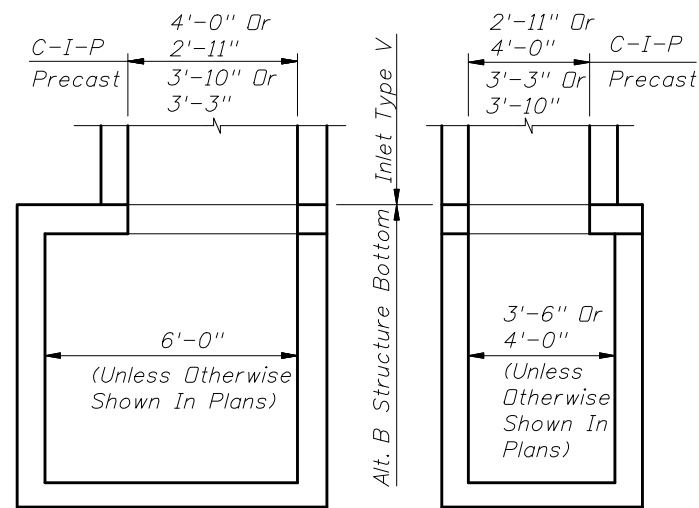 4'-0" Or
2'-11"
C-I-P
Precast
3'-10" Or
3'-3"
Inlet Type V
Alt. B Structure Bottom
2'-11" Or
4'-0"
C-I-P
Precast
3'-3" Or
3'-10"
6'-0"
(Unless Otherwise
Shown In Plans)
3'-6" Or
4'-0"
(Unless
Otherwise
Shown In
Plans)